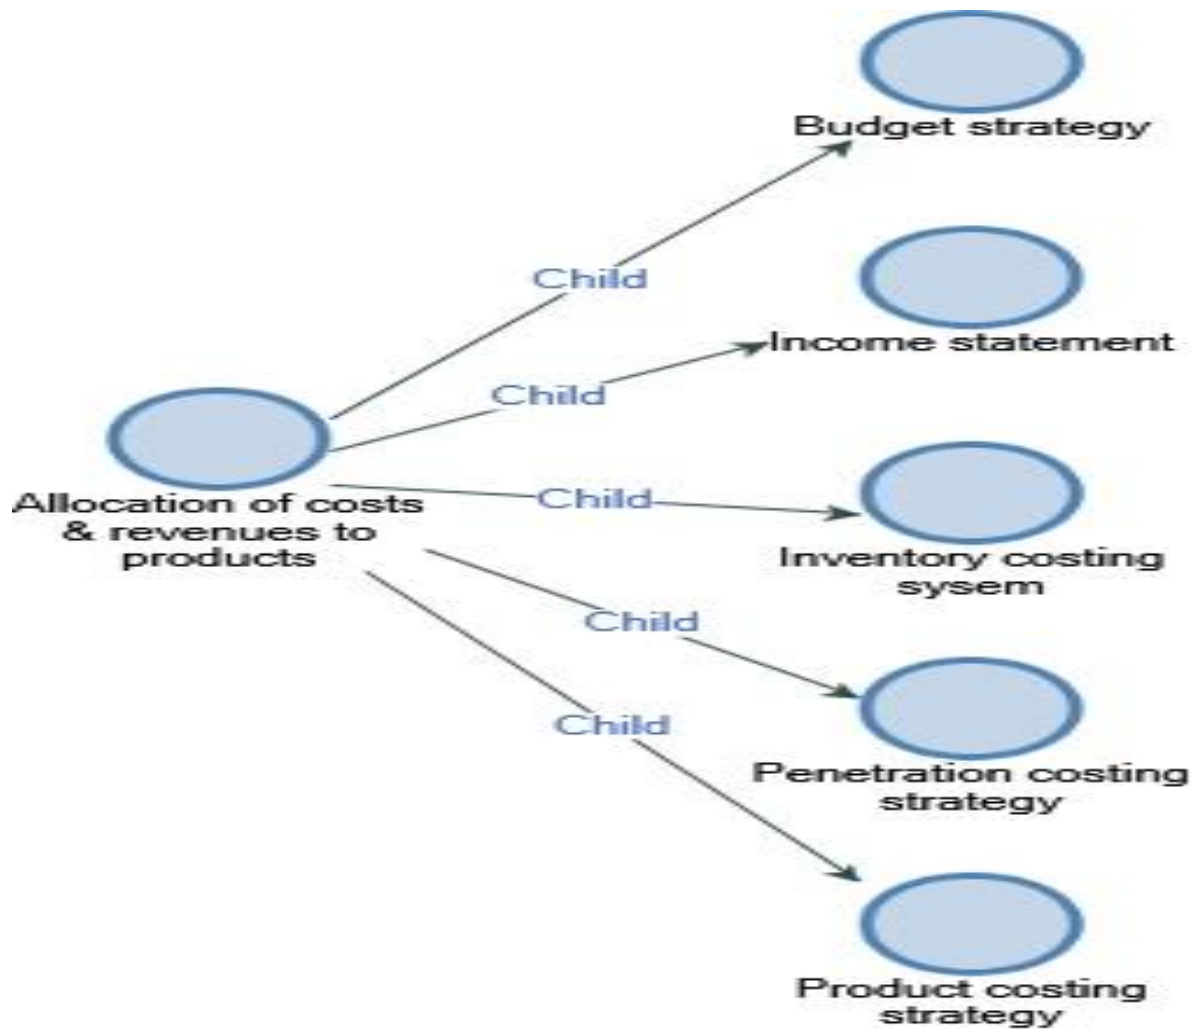 Budget strategy
Child
Income statement
Child
Allocation of costs
& revenues to
products
Child
Inventory costing
sysem
Child
Penetration costing
strategy
Child
Product costing
strategy